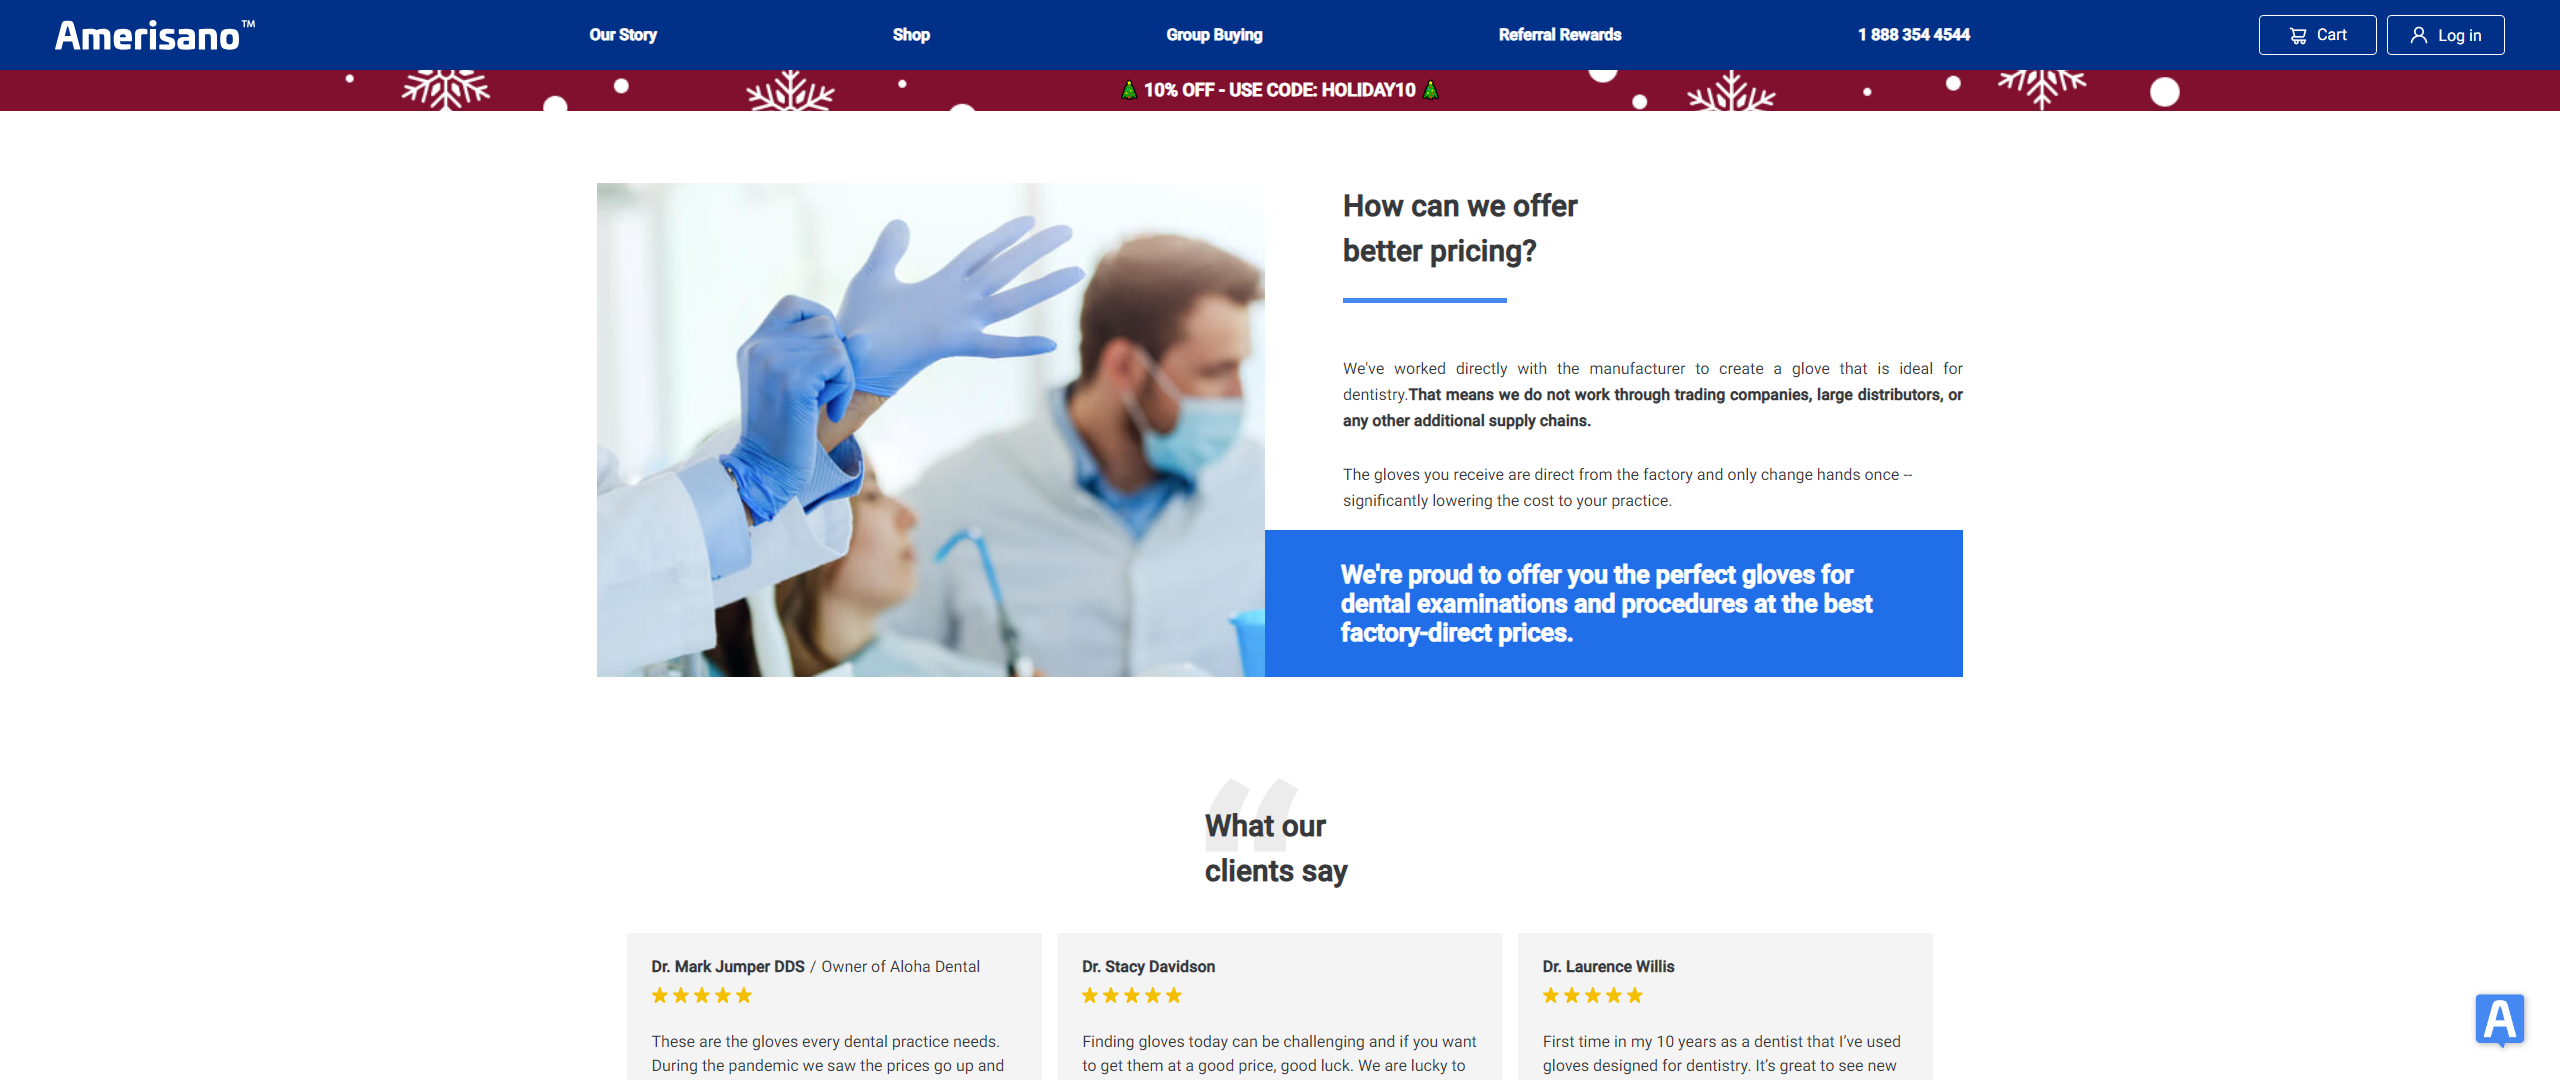 Amerisano™
Our Story
Shop
Group Buying
Referral Rewards
1 888 354 4544
Cart
Log in
10% OFF - USE CODE: HOLIDAY10
How can we offer
better pricing?
We've worked directly with the manufacturer to create a glove that is ideal for
dentistry.That means we do not work through trading companies, large distributors, or
any other additional supply chains.
The gloves you receive are direct from the factory and only change hands once --
significantly lowering the cost to your practice.
We're proud to offer you the perfect gloves for
dental examinations and procedures at the best
factory-direct prices.
“
What our
clients say
Dr. Mark Jumper DDS / Owner of Aloha Dental
These are the gloves every dental practice needs.
During the pandemic we saw the prices go up and
Dr. Stacy Davidson
Finding gloves today can be challenging and if you want
to get them at a good price, good luck. We are lucky to
Dr. Laurence Willis
First time in my 10 years as a dentist that I’ve used
gloves designed for dentistry. It’s great to see new
A